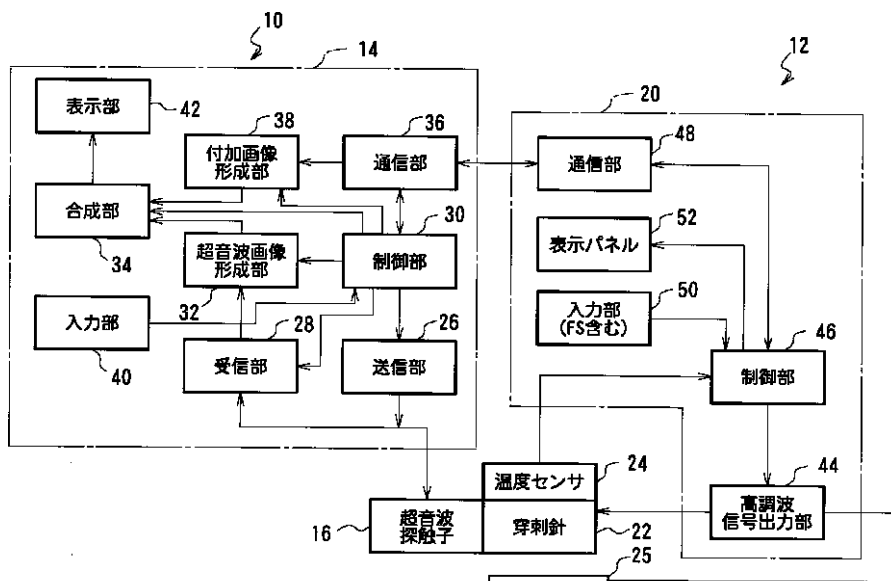 10
14
12
20
表示部
42
38
36
48
付加画像
形成部
通信部
通信部
合成部
30
52
34
超音波画像
形成部
制御部
表示パネル
32
50
入力部
40
28
26
入力部
(FS含む)
46
受信部
送信部
制御部
温度センサ
24
44
16
超音波
探触子
穿刺針
22
高調波
信号出力部
25